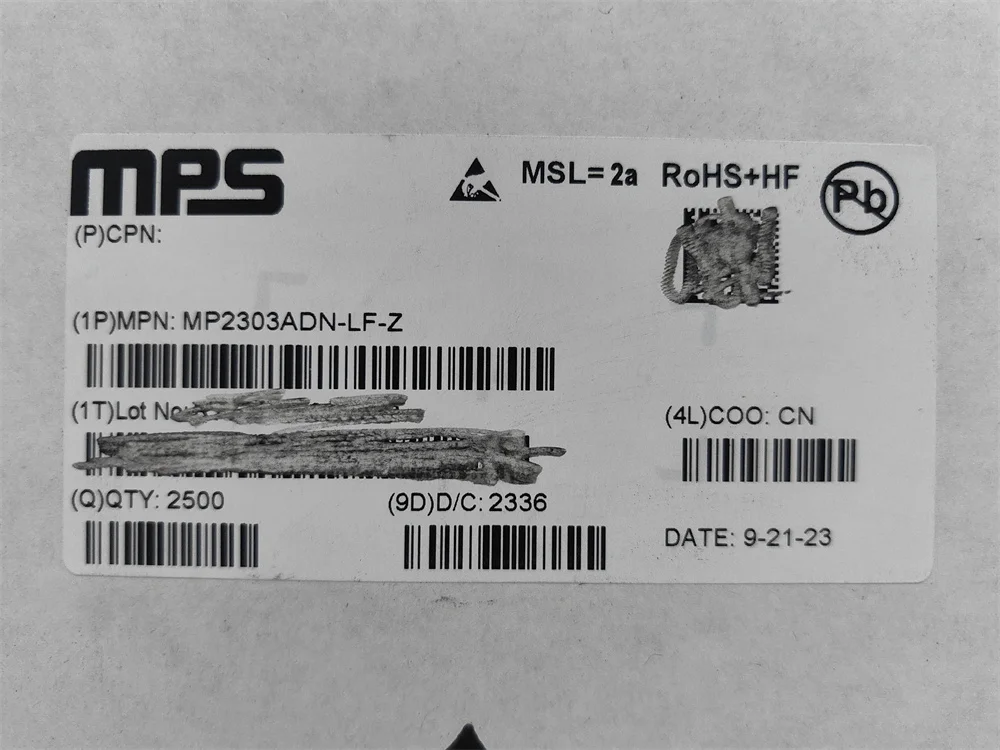 MPS
MSL= 2a RoHS+HF
Pb
(P)CPN:
(1P)MPN: MP2303ADN-LF-Z
(1T)Lot No:
(4L)COO: CN
(Q)QTY: 2500
(9D)D/C: 2336
DATE: 9-21-23